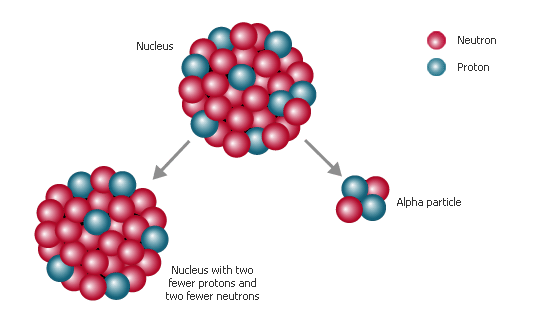 Nucleus
Neutron
Proton
Alpha particle
Nucleus with two
fewer protons and
two fewer neutrons